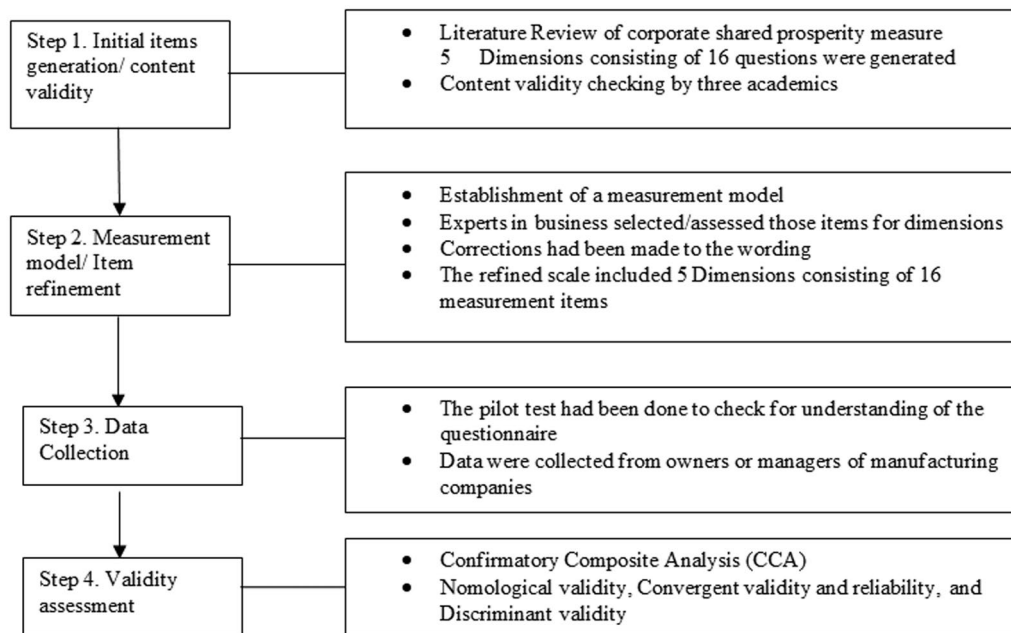 Step 1. Initial items
generation/ content
validity
• Literature Review of corporate shared prosperity measure
5 Dimensions consisting of 16 questions were generated
• Content validity checking by three academics
Step 2. Measurement
model/ Item
refinement
• Establishment of a measurement model
• Experts in business selected/assessed those items for dimensions
• Corrections had been made to the wording
• The refined scale included 5 Dimensions consisting of 16
measurement items
Step 3. Data
Collection
• The pilot test had been done to check for understanding of the
questionnaire
• Data were collected from owners or managers of manufacturing
companies
Step 4. Validity
assessment
• Confirmatory Composite Analysis (CCA)
• Nomological validity, Convergent validity and reliability, and
Discriminant validity